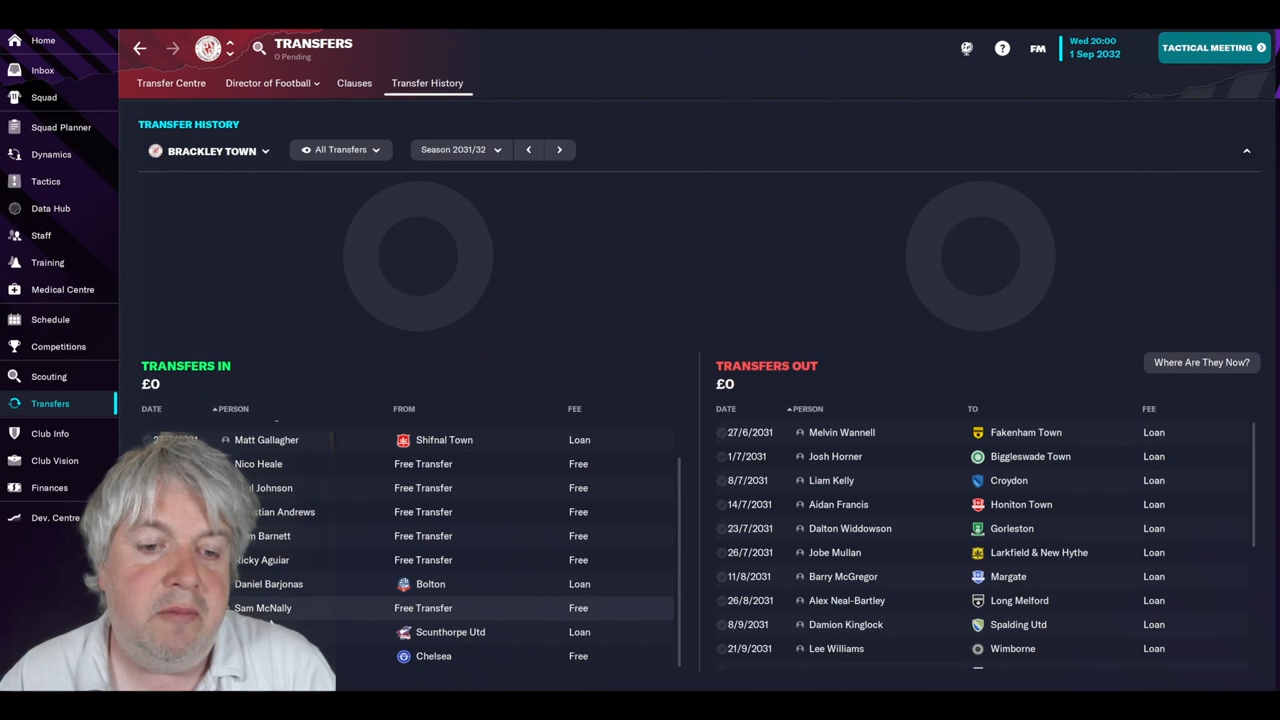 Home
TRANSFERS
0 Pending
FM
Wed 20:00
1 Sep 2032
TACTICAL MEETING
Inbox
Squad
Squad Planner
Dynamics
Tactics
Data Hub
Staff
Training
Medical Centre
Schedule
Competitions
Scouting
Transfers
Club Info
Club Vision
Finances
Dev. Centre
Transfer Centre Director of Football Clauses Transfer History
TRANSFER HISTORY
BRACKLEY TOWN All Transfers Season 2031/32
TRANSFERS IN
£0
DATE PERSON FROM FEE
Matt Gallagher Shifnal Town Loan
Nico Heale Free Transfer Free
Johnson Free Transfer Free
Andrews Free Transfer Free
Barnett Free Transfer Free
Ricky Aguiar Free Transfer Free
Daniel Barjonas Bolton Loan
Sam McNally Free Transfer Free
Scunthorpe Utd Loan
Chelsea Free
TRANSFERS OUT
£0
Where Are They Now?
DATE PERSON TO FEE
27/6/2031 Melvin Wannell Fakenham Town Loan
1/7/2031 Josh Horner Biggleswade Town Loan
8/7/2031 Liam Kelly Croydon Loan
14/7/2031 Aidan Francis Honiton Town Loan
23/7/2031 Dalton Widdowson Gorleston Loan
26/7/2031 Jobe Mullan Larkfield & New Hythe Loan
11/8/2031 Barry McGregor Margate Loan
26/8/2031 Alex Neal-Bartley Long Melford Loan
8/9/2031 Damion Kinglock Spalding Utd Loan
21/9/2031 Lee Williams Wimborne Loan